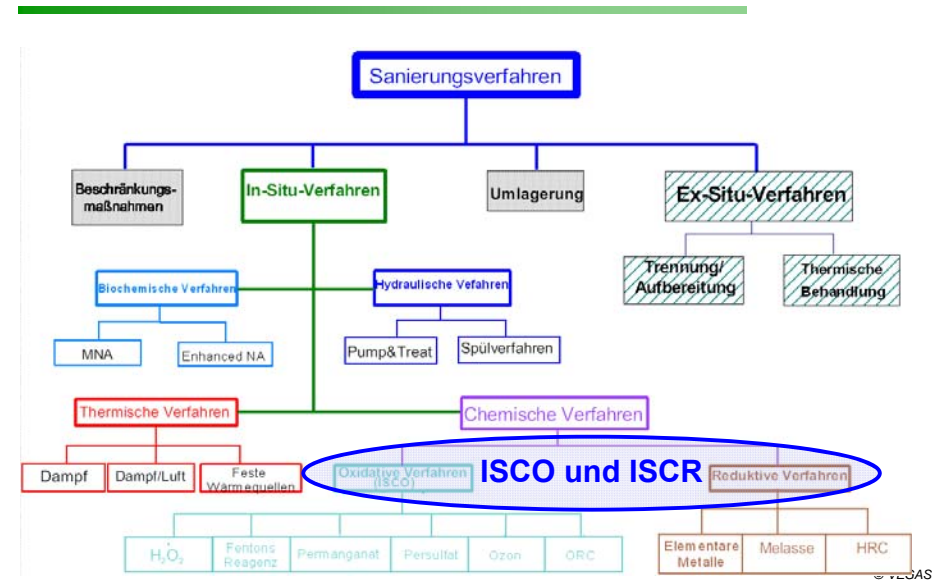 Sanierungsverfahren
Beschränkungs-
maßnahmen
In-Situ-Verfahren
Umlagerung
Ex-Situ-Verfahren
Trennung/
Aufbereitung
Thermische
Behandlung
Biochemische Verfahren
Hydraulische Vefahren
MNA
Enhanced NA
Pump&Treat
Spülverfahren
Thermische Verfahren
Chemische Verfahren
Dampf
Dampf/Luft
Feste
Wärmequellen
Oxidative Verfahren
(ISCO)
ISCO und ISCR
Reduktive Verfahren
H₂O₂
Fentons
Reagenz
Permanganat
Persulfat
Ozon
ORC
Elementare
Metalle
Melasse
HRC
© VEGAS